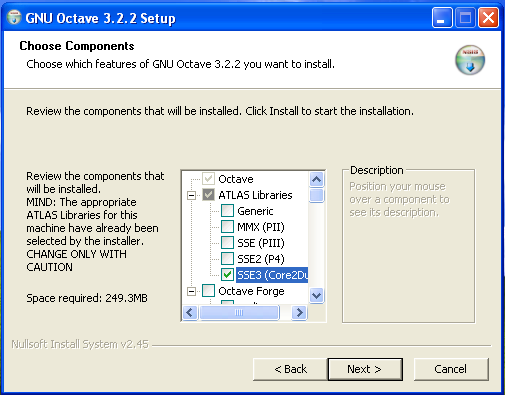 GNU Octave 3.2.2 Setup
Choose Components
Choose which features of GNU Octave 3.2.2 you want to install.
Review the components that will be installed. Click Install to start the installation.
Review the components that
will be installed.
MIND: The appropriate
ATLAS Libraries for this
machine have already been
selected by the installer.
CHANGE ONLY WITH
CAUTION
Space required: 249.3MB
Octave
ATLAS Libraries
Generic
MMX (PII)
SSE (PIII)
SSE2 (P4)
SSE3 (Core2Du
Octave Forge
Description
Position your mouse
over a component to
see its description.
Nullsoft Install System v2.45
< Back
Next >
Cancel